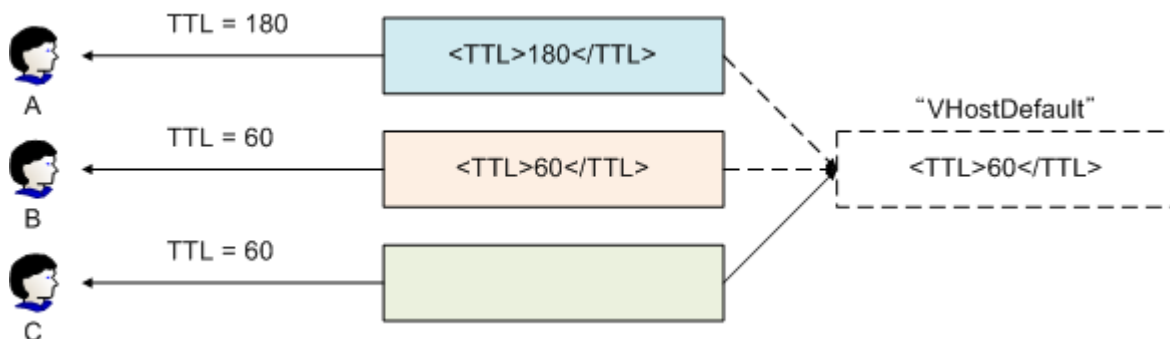 TTL = 180
<TTL>180</TTL>
A
“VHostDefault”
TTL = 60
<TTL>60</TTL>
<TTL>60</TTL>
B
TTL = 60
C